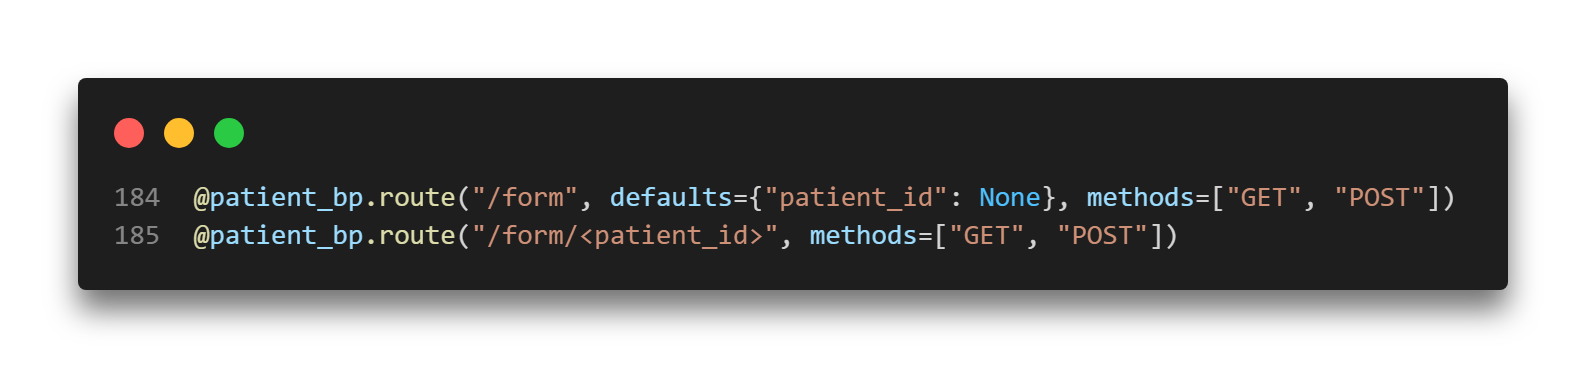 184 @patient_bp.route("/form", defaults={"patient_id": None}, methods=["GET", "POST"])
185 @patient_bp.route("/form/<patient_id>", methods=["GET", "POST"])